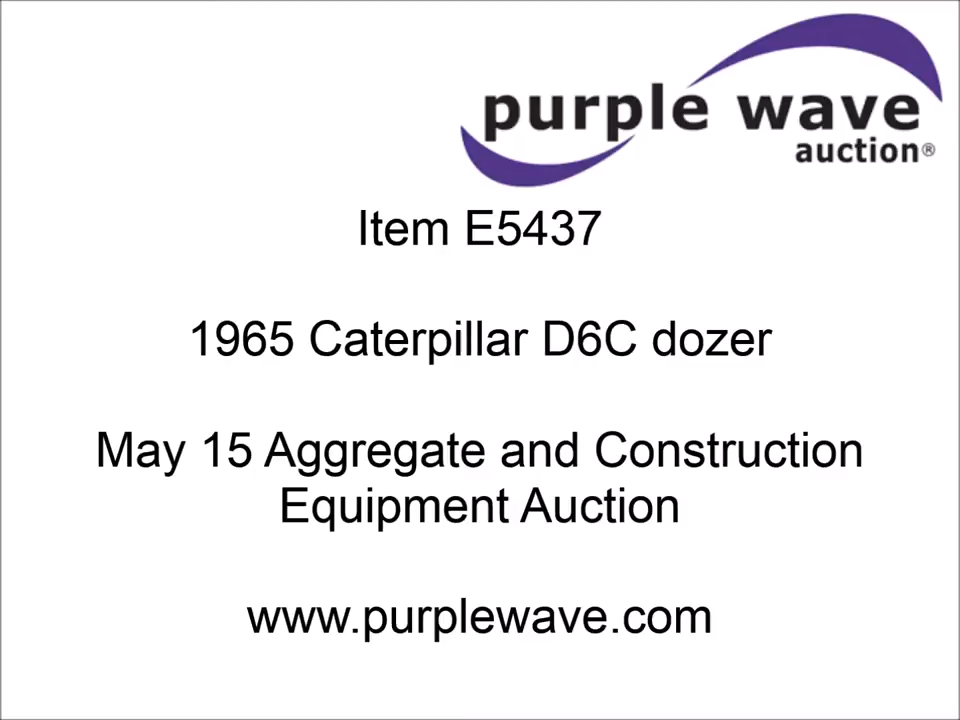 purple wave
auction®
Item E5437
1965 Caterpillar D6C dozer
May 15 Aggregate and Construction
Equipment Auction
www.purplewave.com